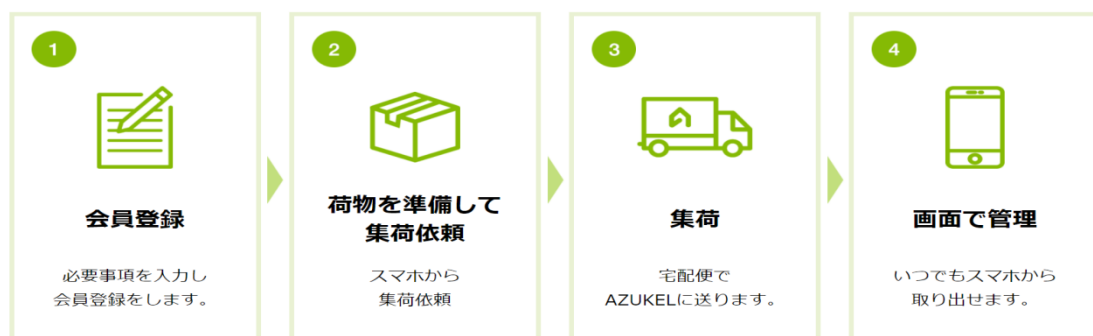 1
会員登録
必要事項を入力し
会員登録をします。
2
荷物を準備して
集荷依頼
スマホから
集荷依頼
3
集荷
宅配便で
AZUKELに送ります。
4
画面で管理
いつでもスマホから
取り出せます。